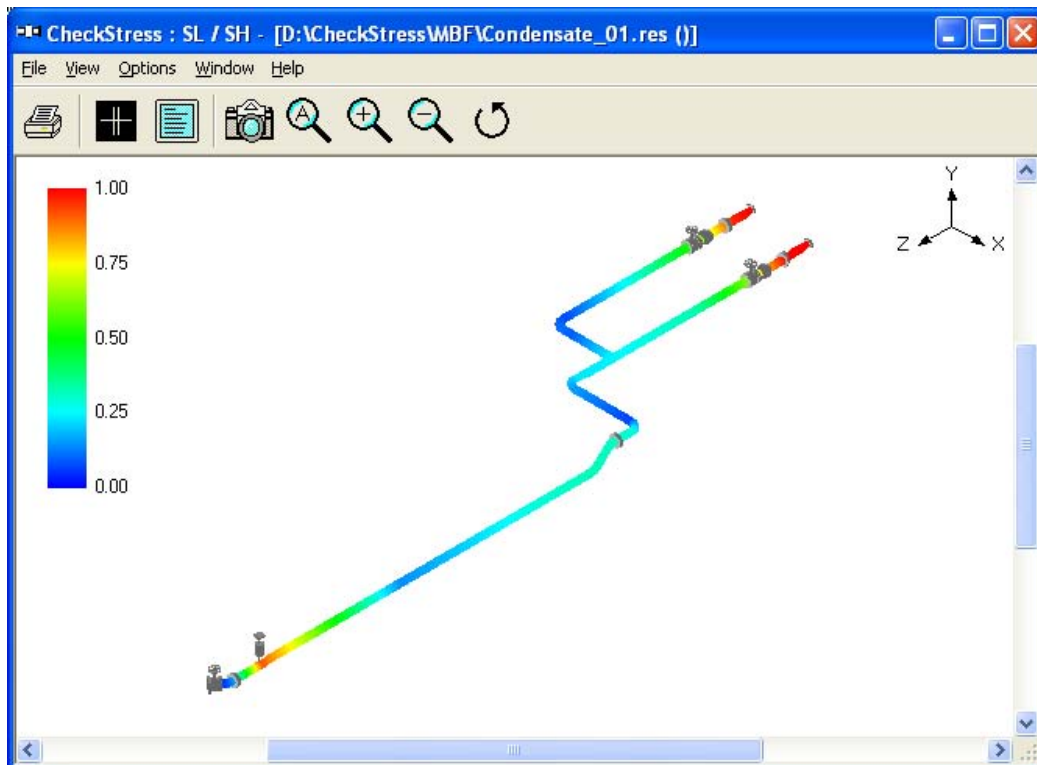 CheckStress : SL / SH - [D:\CheckStress\MBF\Condensate_01.res ()]
File View Options Window Help
A
1.00
0.75
0.50
0.25
0.00
Y
Z
X